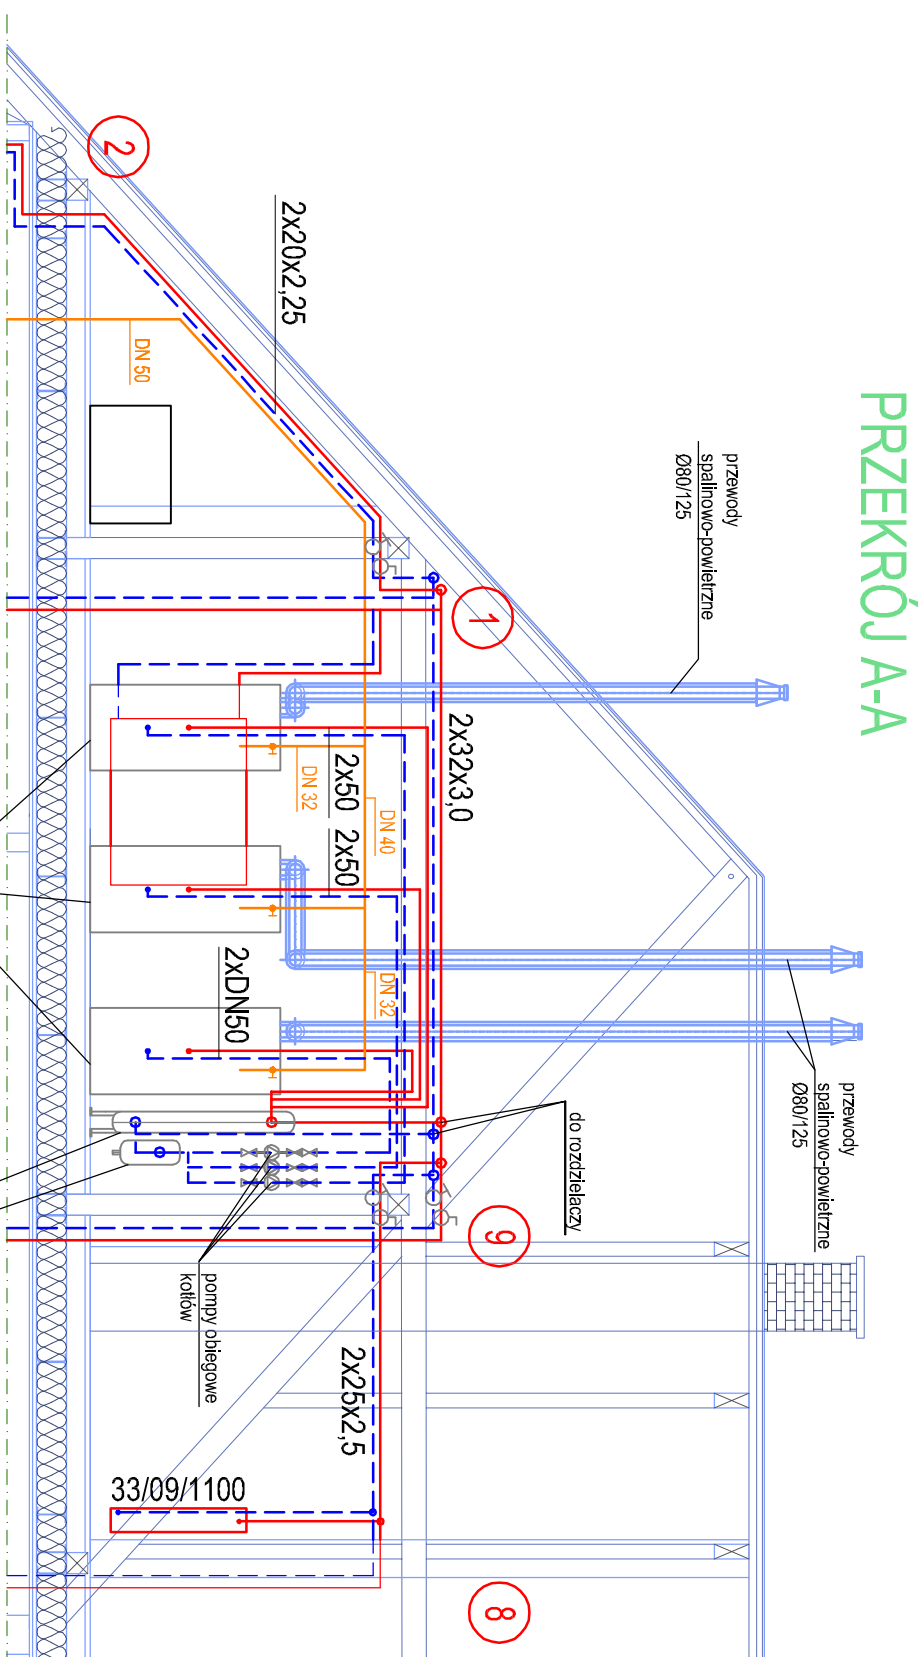 PRZEKRÓJ A-A
przewody
spalinowo-powietrzne
Ø80/125
przewody
spalinowo-powietrzne
Ø80/125
2
2x20x2,25
DN 50
1
2x32x3,0
2x50
2x50
DN 32
DN 40
DN 32
2xDN50
do rozdzielaczy
9
pompy obiegowe
kotłów
2x25x2,5
33/09/1100
8